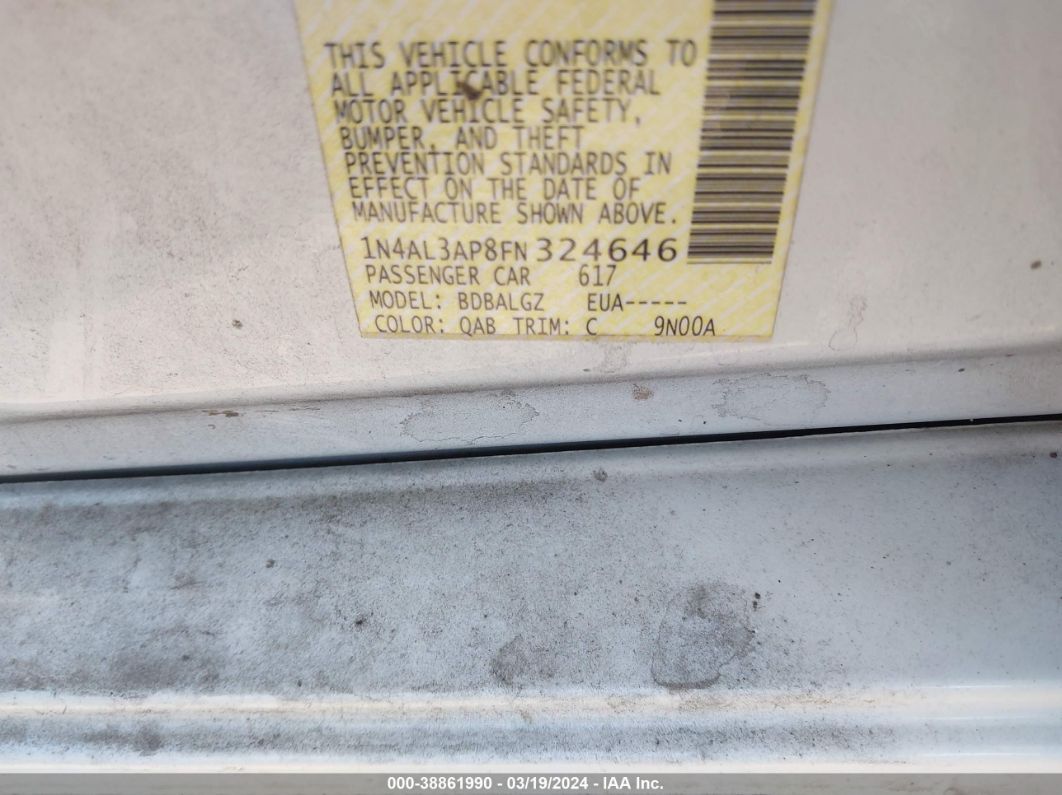 THIS VEHICLE CONFORMS TO
ALL APPLICABLE FEDERAL
MOTOR VEHICLE SAFETY,
BUMPER, AND THEFT
PREVENTION STANDARDS IN
EFFECT ON THE DATE OF
MANUFACTURE SHOWN ABOVE.
1N4AL3AP8FN 324646
PASSENGER CAR 617
MODEL: BDBALGZ EUA-----
COLOR: QAB TRIM: C 9N00A
000-38861990 - 03/19/2024 - IAA Inc.